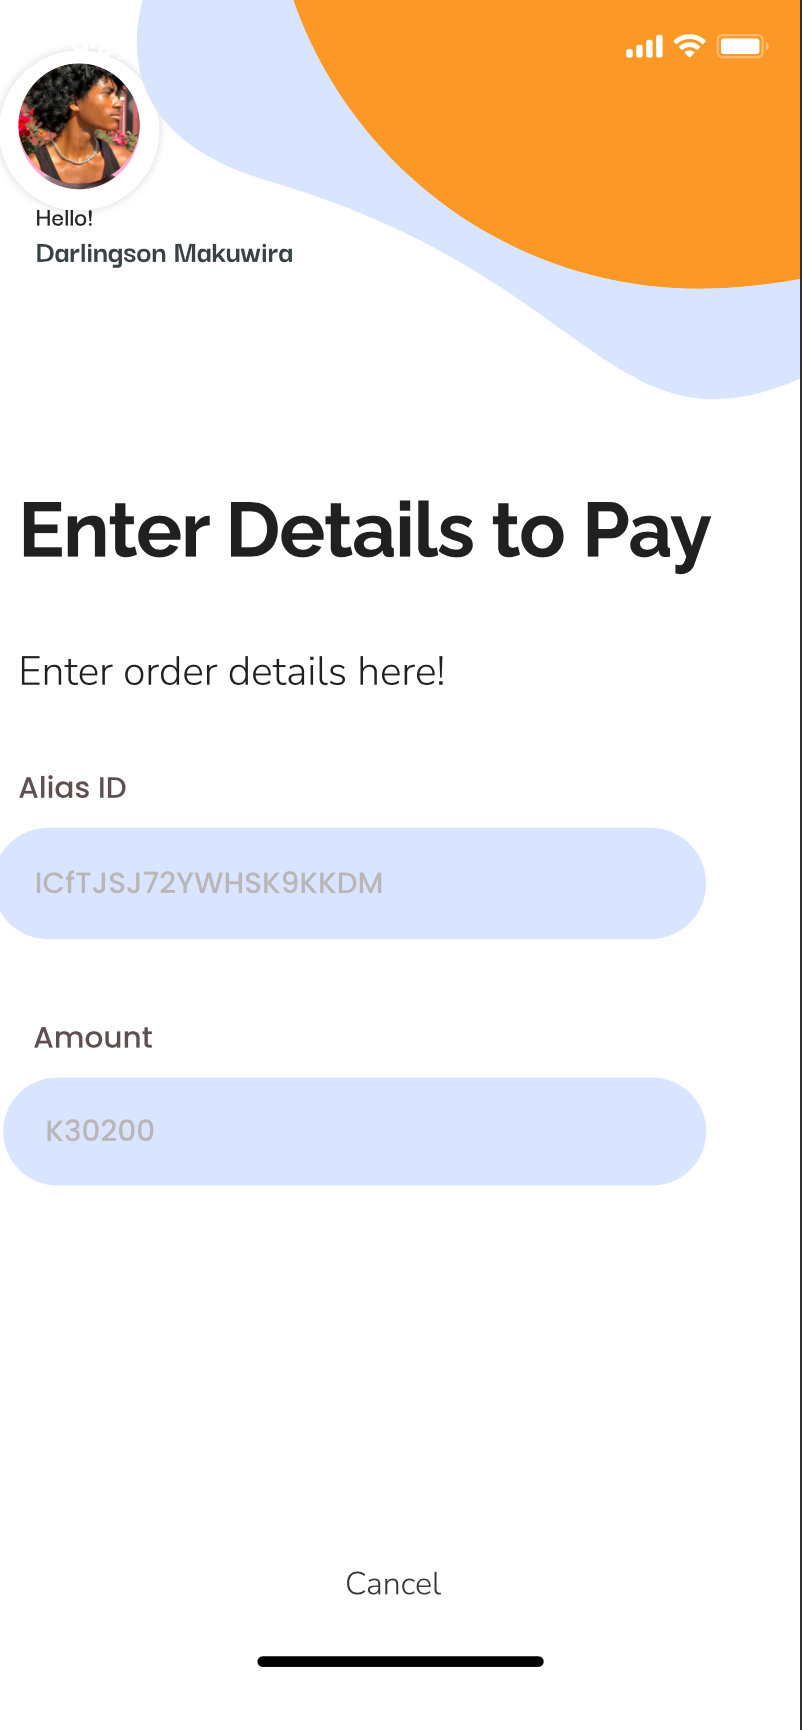 Hello!
Darlingson Makuwira
Enter Details to Pay
Enter order details here!
Alias ID
ICfTJSJ72YWHSK9KKDM
Amount
K30200
Cancel